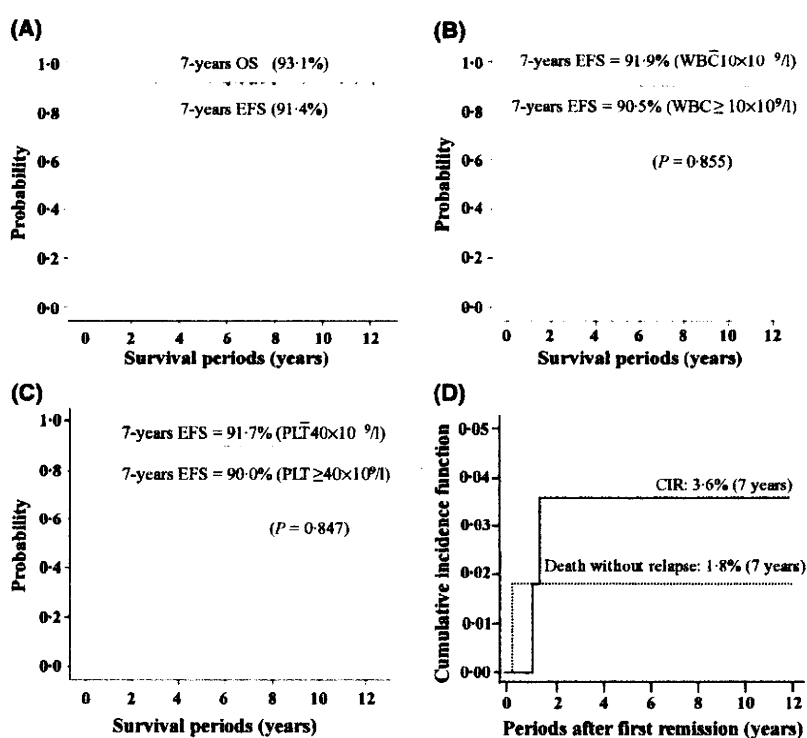 (A)
7-years OS (93·1%)
7-years EFS (91·4%)
Probability
1·0
0·8
0·6
0·4
0·2
0·0
0 2 4 6 8 10 12
Survival periods (years)
(B)
7-years EFS = 91·9% (WBC̅10×10 ⁹/l)
7-years EFS = 90·5% (WBC ≥ 10×10⁹/l)
(P = 0·855)
Probability
1·0
0·8
0·6
0·4
0·2
0·0
0 2 4 6 8 10 12
Survival periods (years)
(C)
7-years EFS = 91·7% (PLT̅40×10 ⁹/l)
7-years EFS = 90·0% (PLT ≥40×10⁹/l)
(P = 0·847)
Probability
1·0
0·8
0·6
0·4
0·2
0·0
0 2 4 6 8 10 12
Survival periods (years)
(D)
CIR: 3·6% (7 years)
Death without relapse: 1·8% (7 years)
Cumulative incidence function
0·05
0·04
0·03
0·02
0·01
0·00
0 2 4 6 8 10 12
Periods after first remission (years)